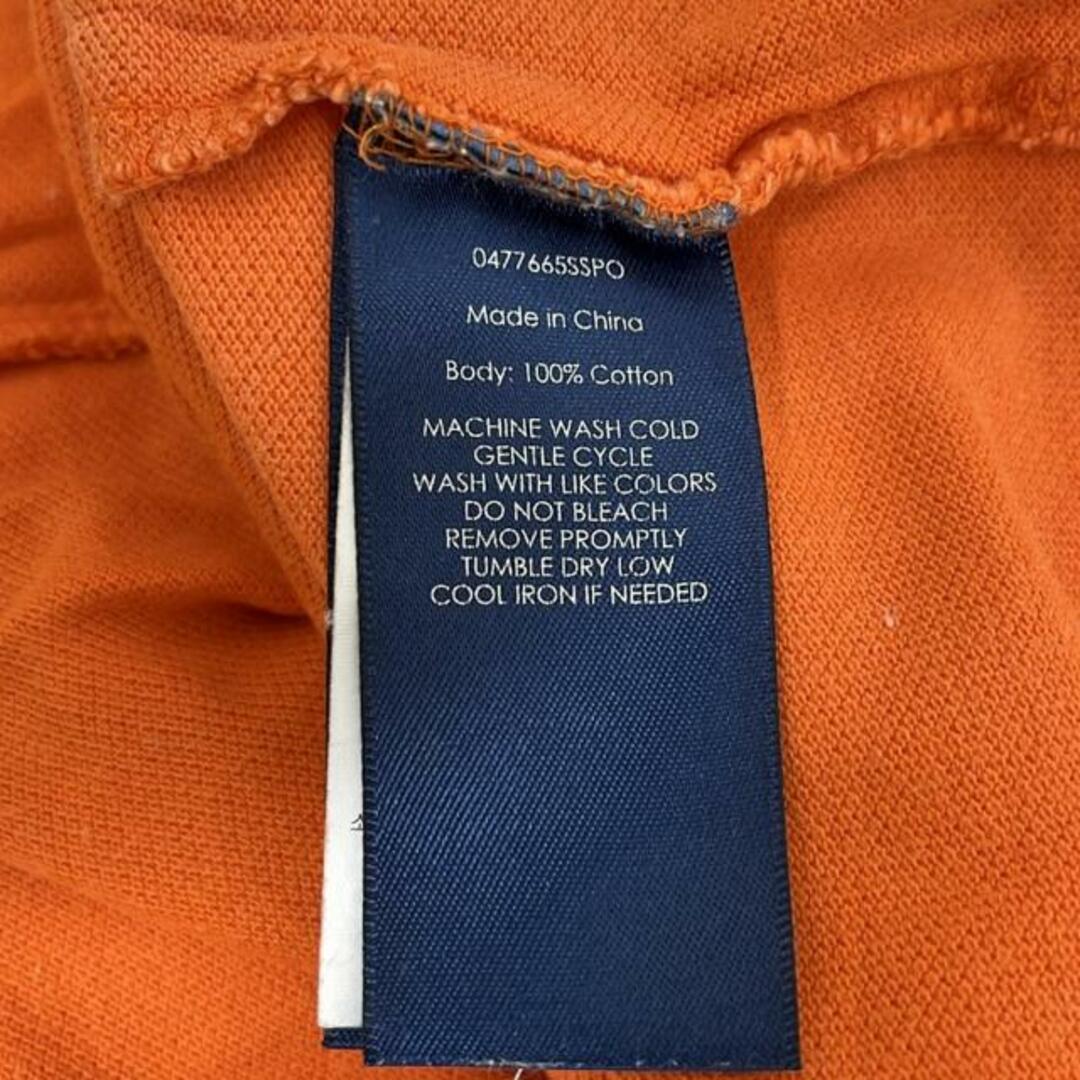 0477665SSPO
Made in China
Body: 100% Cotton
MACHINE WASH COLD
GENTLE CYCLE
WASH WITH LIKE COLORS
DO NOT BLEACH
REMOVE PROMPTLY
TUMBLE DRY LOW
COOL IRON IF NEEDED